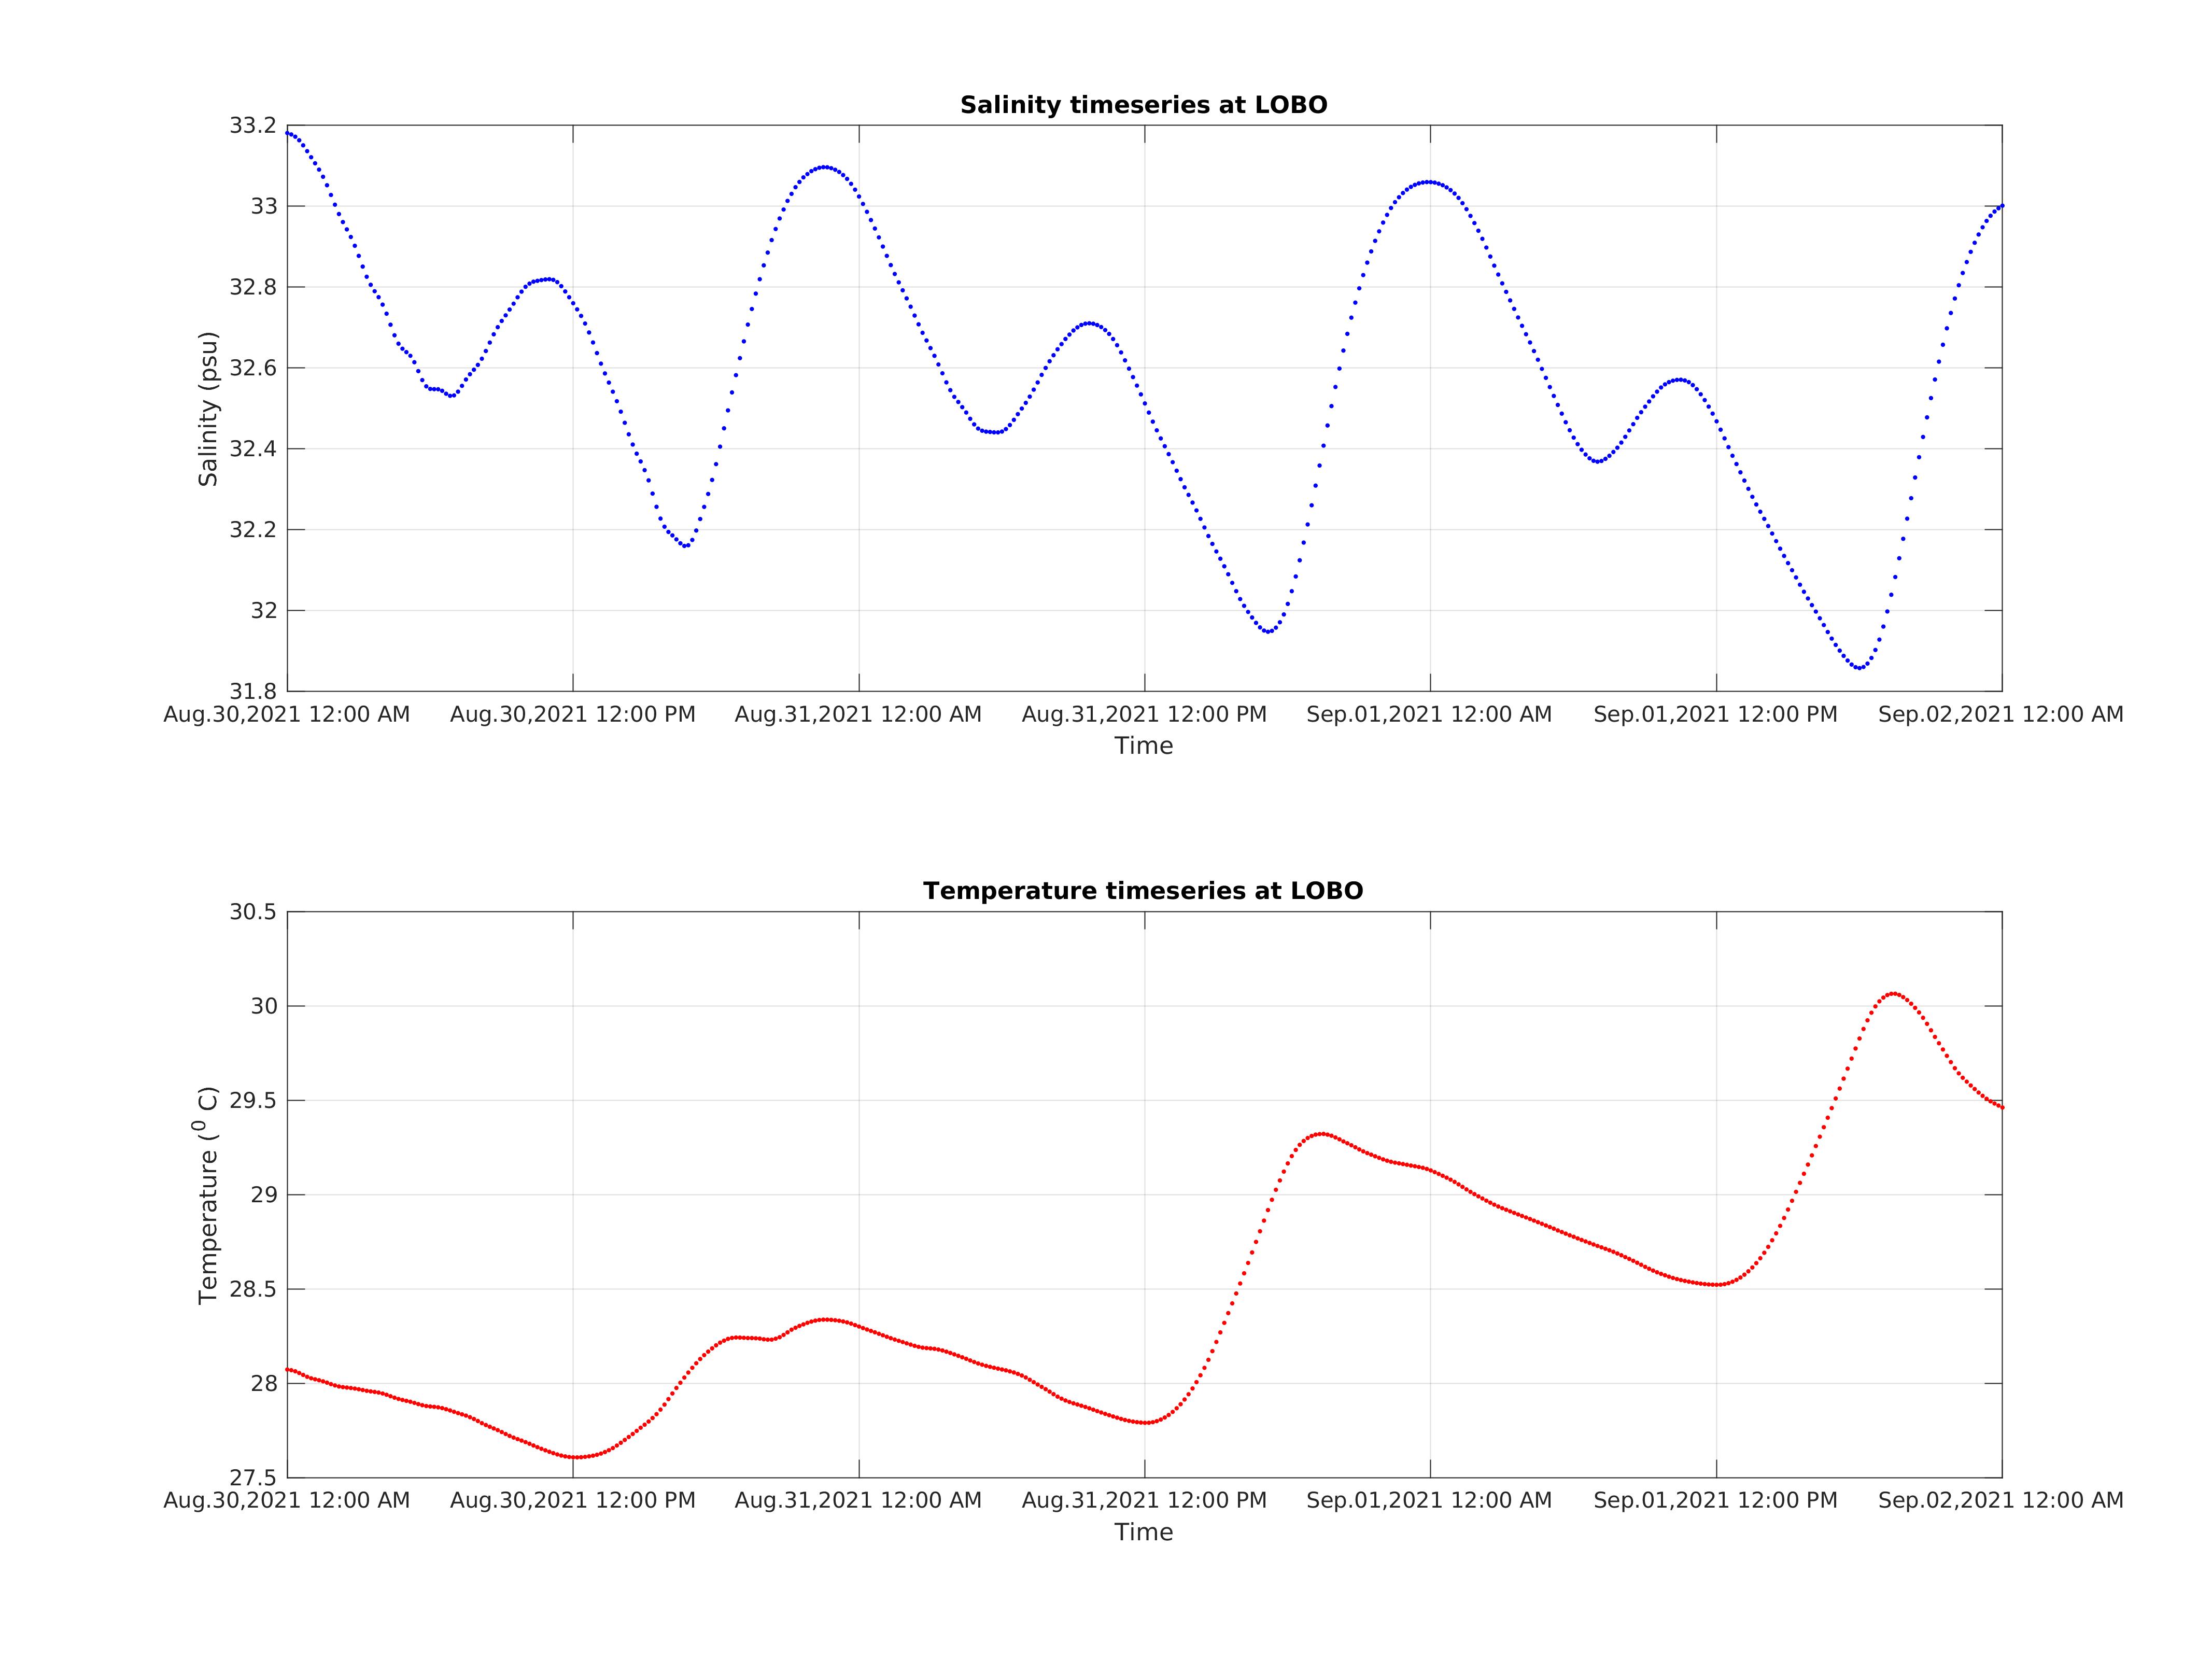 Salinity timeseries at LOBO
33.2
33
32.8
32.6
32.4
32.2
32
31.8
Salinity (psu)
Aug.30,2021 12:00 AM Aug.30,2021 12:00 PM Aug.31,2021 12:00 AM Aug.31,2021 12:00 PM Sep.01,2021 12:00 AM Sep.01,2021 12:00 PM Sep.02,2021 12:00 AM
Time
Temperature timeseries at LOBO
30.5
30
29.5
29
28.5
28
27.5
Temperature (⁰ C)
Aug.30,2021 12:00 AM Aug.30,2021 12:00 PM Aug.31,2021 12:00 AM Aug.31,2021 12:00 PM Sep.01,2021 12:00 AM Sep.01,2021 12:00 PM Sep.02,2021 12:00 AM
Time